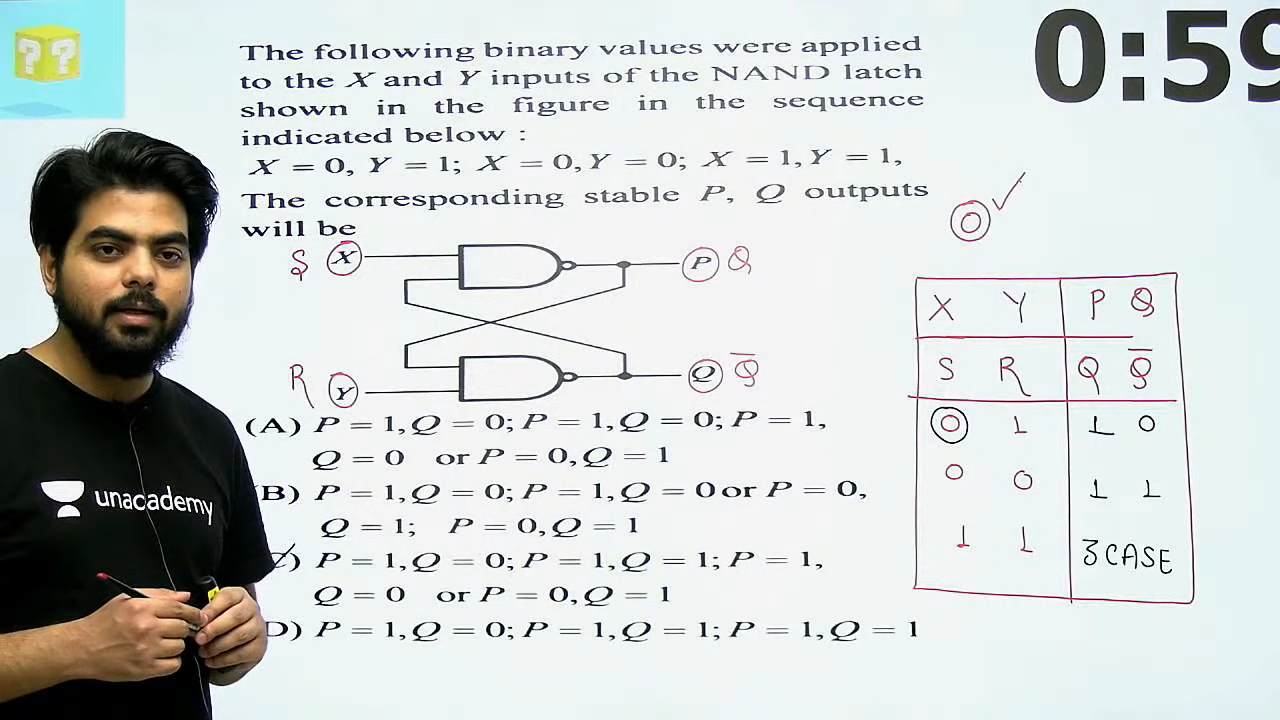 ? ?
0:59
The following binary values were applied
to the X and Y inputs of the NAND latch
shown in the figure in the sequence
indicated below :
X = 0, Y = 1; X = 0, Y = 0; X = 1, Y = 1,
The corresponding stable P, Q outputs
will be
0
S X P Q
R Y Q Q̅
X Y P Q
S R Q Q̅
0 1 1 0
0 0 1 1
1 1 3 CASE
(A) P = 1, Q = 0; P = 1, Q = 0; P = 1,
Q = 0 or P = 0, Q = 1
B) P = 1, Q = 0 ; P = 1, Q = 0 or P = 0,
Q = 1; P = 0, Q = 1
) P = 1, Q = 0; P = 1, Q = 1; P = 1,
Q = 0 or P = 0, Q = 1
D) P = 1, Q = 0; P = 1, Q = 1; P = 1, Q = 1
unacademy